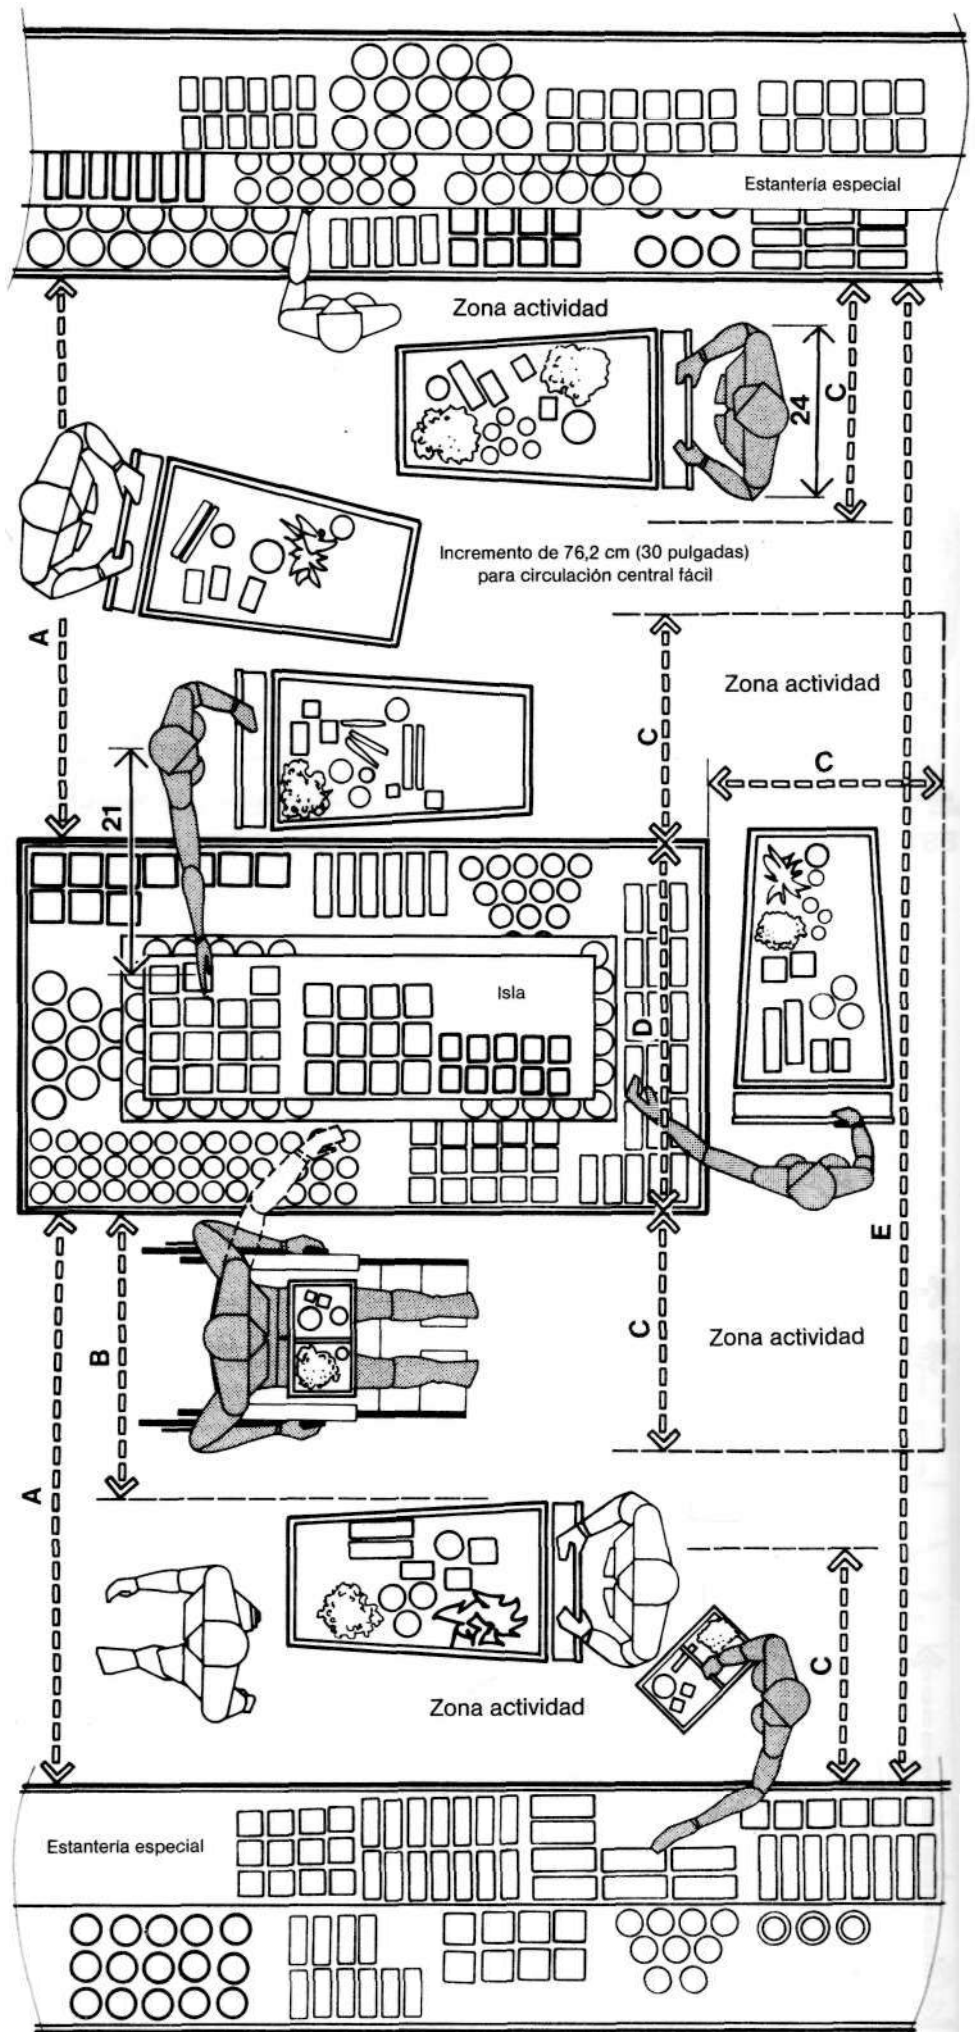 Estantería especial
Zona actividad
C
24
Incremento de 76,2 cm (30 pulgadas)
para circulación central fácil
A
Zona actividad
C
C
21
Isla
D
E
B
C
Zona actividad
A
C
Zona actividad
Estantería especial